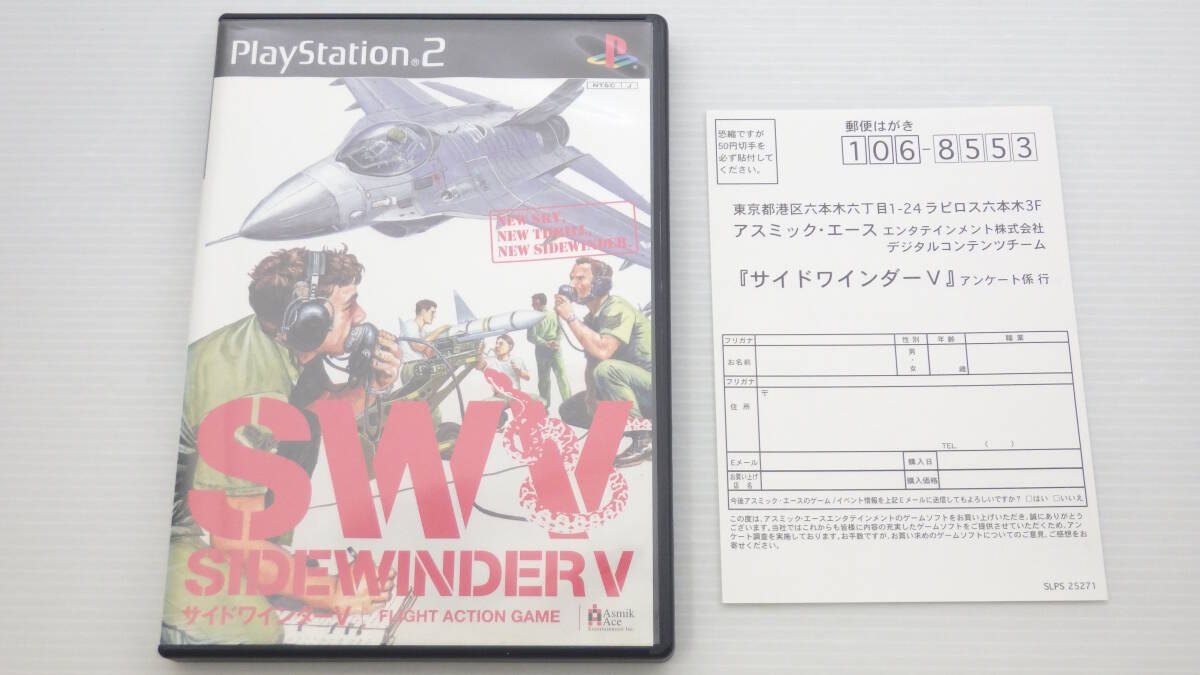 PlayStation®2
NTSC J
NEW SKY.
NEW THRILL.
NEW SIDEWINDER.
SWV
SIDEWINDER V
サイドワインダーV FLIGHT ACTION GAME
Asmik
Ace
Entertainment Inc.
恐縮ですが
50円切手を
必ず貼付して
ください。
郵便はがき
106-8553
東京都港区六本木六丁目1-24 ラピロス六本木3F
アスミック・エース エンタテインメント株式会社
デジタルコンテンツチーム
『サイドワインダーV』アンケート係 行
フリガナ 性別 年齢 職業
お名前 男・女 歳
フリガナ
住所 〒
TEL. ( )
Eメール 購入日
お買い上げ店名 購入価格
今後アスミック・エースのゲーム/イベント情報を上記Eメールに送信してもよろしいですか? □はい □いいえ
この度は、アスミック・エースエンタテインメントのゲームソフトをお買い上げいただき、誠にありがとう
ございます。当社ではこれからも皆様に内容の充実したゲームソフトをご提供させていただくため、アン
ケート調査を実施しております。お手数ですが、お買い求めのゲームソフトについてのご意見、ご感想をお
寄せください。
SLPS 25271